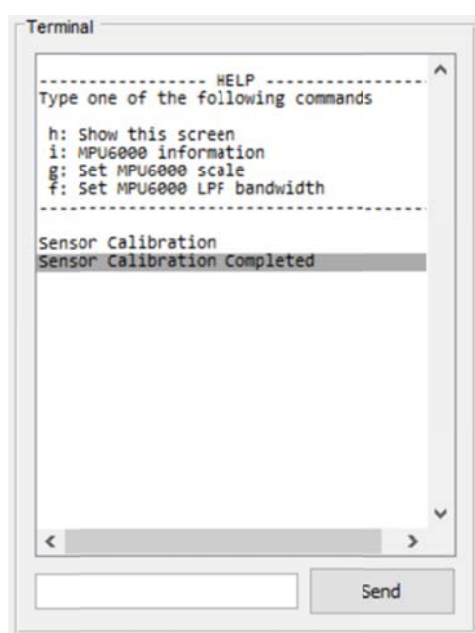 Terminal
----------------- HELP -----------------
Type one of the following commands
h: Show this screen
i: MPU6000 information
g: Set MPU6000 scale
f: Set MPU6000 LPF bandwidth
----------------------------------------
Sensor Calibration
Sensor Calibration Completed
Send